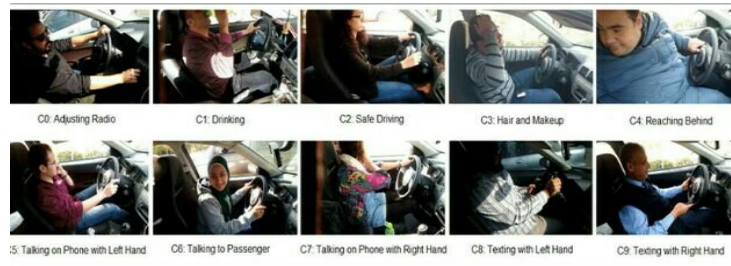 C0: Adjusting Radio
C1: Drinking
C2: Safe Driving
C3: Hair and Makeup
C4: Reaching Behind
5: Talking on Phone with Left Hand
C6: Talking to Passenger
C7: Talking on Phone with Right Hand
C8: Texting with Left Hand
C9: Texting with Right Hand